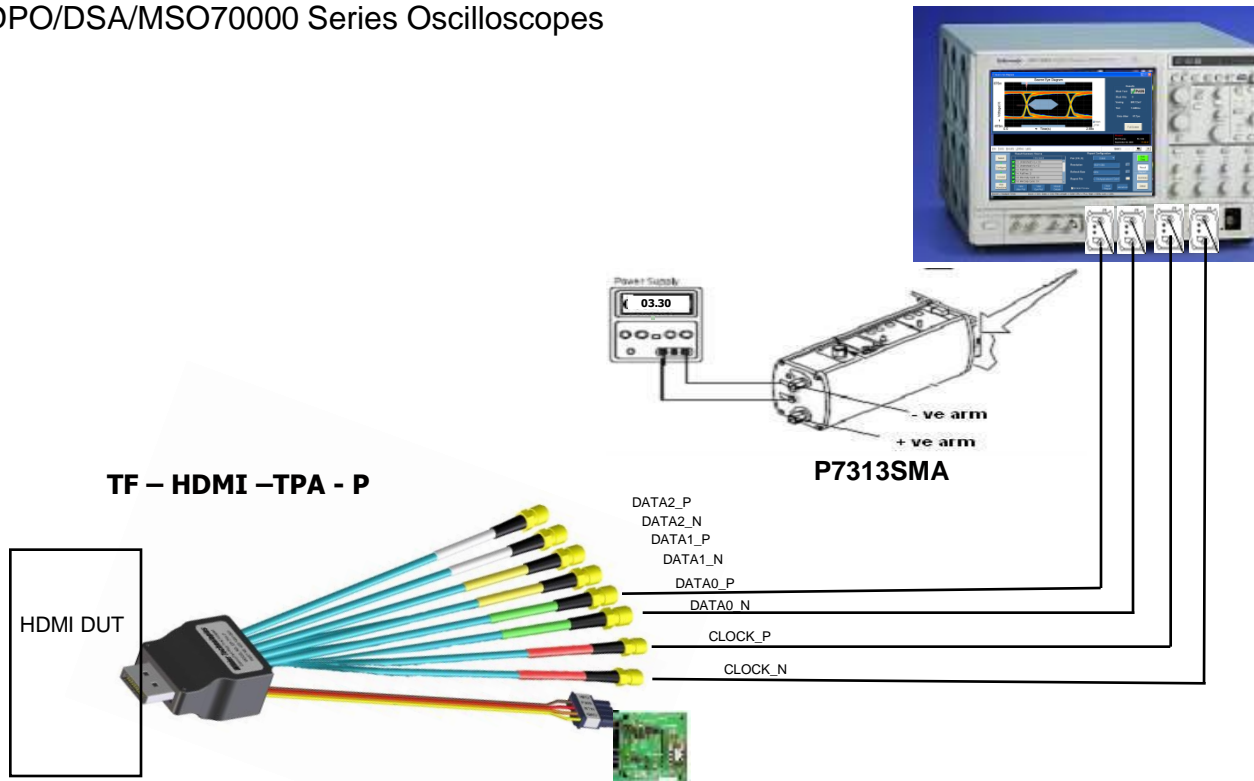 DPO/DSA/MSO70000 Series Oscilloscopes
Tektronix
Power Supply
03.30
- ve arm
+ ve arm
P7313SMA
TF – HDMI –TPA - P
DATA2_P
DATA2_N
DATA1_P
DATA1_N
DATA0_P
DATA0_N
HDMI DUT
CLOCK_P
CLOCK_N